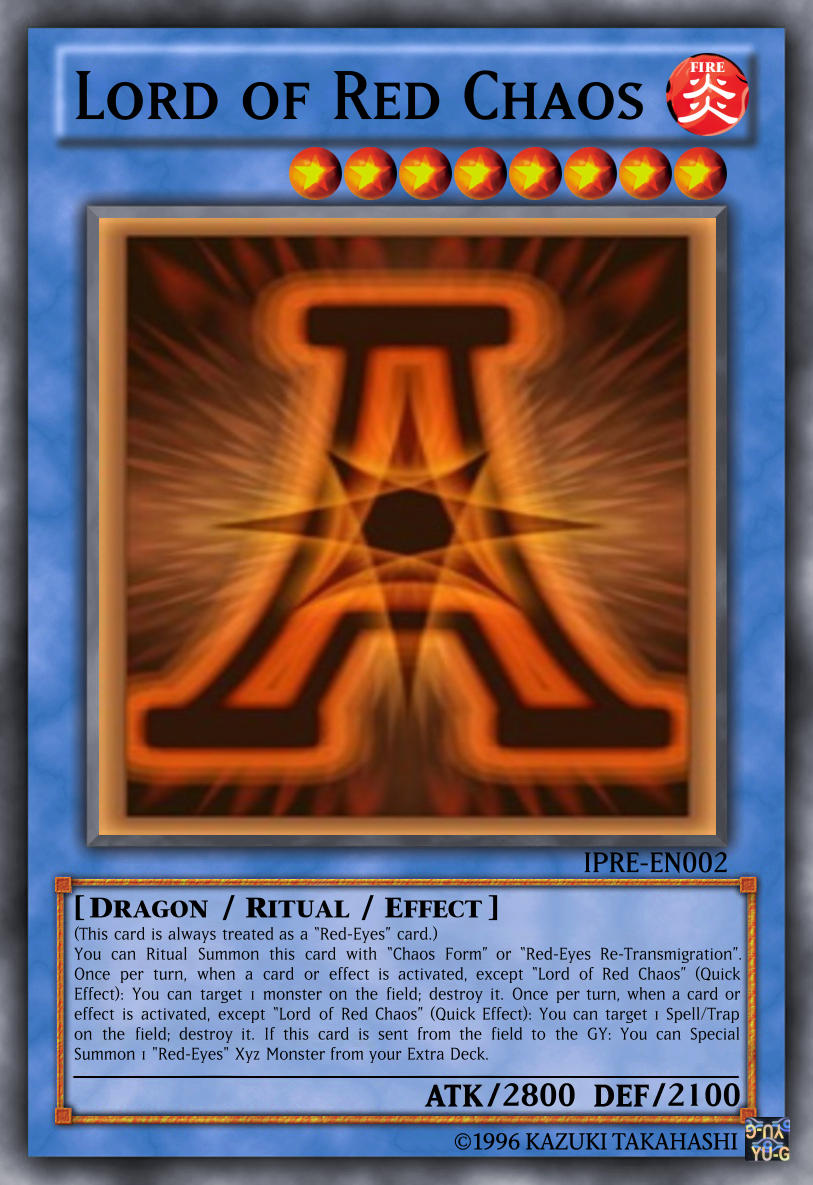 Lord of Red Chaos
FIRE
炎
A
IPRE-EN002
[ Dragon / Ritual / Effect ]
(This card is always treated as a "Red-Eyes" card.)
You can Ritual Summon this card with "Chaos Form" or "Red-Eyes Re-Transmigration".
Once per turn, when a card or effect is activated, except "Lord of Red Chaos" (Quick
Effect): You can target 1 monster on the field; destroy it. Once per turn, when a card or
effect is activated, except "Lord of Red Chaos" (Quick Effect): You can target 1 Spell/Trap
on the field; destroy it. If this card is sent from the field to the GY: You can Special
Summon 1 "Red-Eyes" Xyz Monster from your Extra Deck.
ATK/2800 DEF/2100
©1996 KAZUKI TAKAHASHI
YU-G
YU-G